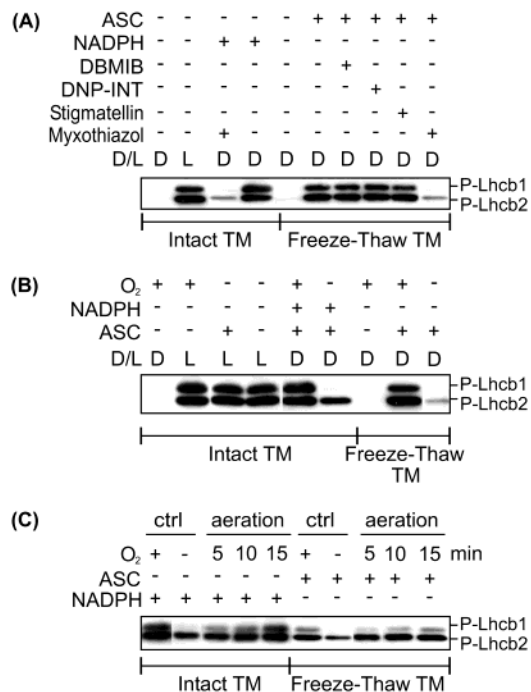 (A)
ASC - - - - - + + + + +
NADPH - - + + - - - - - -
DBMIB - - - - - - + - - -
DNP-INT - - - - - - - + - -
Stigmatellin - - - - - - - - + -
Myxothiazol - - + - - - - - - +
D/L D L D D D D D D D D
P-Lhcb1
P-Lhcb2
Intact TM Freeze-Thaw TM
(B)
O₂ + + - - + - + + -
NADPH - - - - + + - - -
ASC - - + - + + - + +
D/L D L L L D D D D D
P-Lhcb1
P-Lhcb2
Intact TM Freeze-Thaw
TM
(C)
ctrl aeration ctrl aeration
O₂ + - 5 10 15 + - 5 10 15 min
ASC - - - - - + + + + +
NADPH + + + + + - - - - -
P-Lhcb1
P-Lhcb2
Intact TM Freeze-Thaw TM